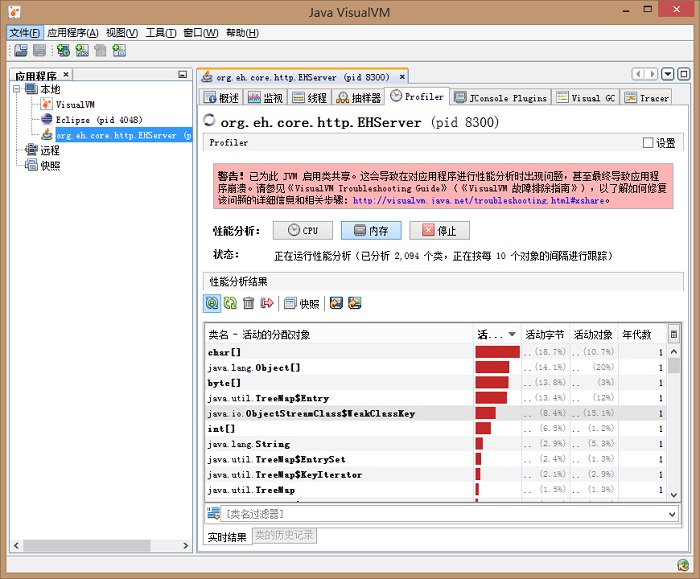 Java VisualVM
文件(F) 应用程序(A) 视图(V) 工具(T) 窗口(W) 帮助(H)
应用程序
本地
VisualVM
Eclipse (pid 4048)
org.eh.core.http.EHServer (p
远程
快照
org.eh.core.http.EHServer (pid 8300)
概述 监视 线程 抽样器 Profiler JConsole Plugins Visual GC Tracer
org.eh.core.http.EHServer (pid 8300)
Profiler 设置
警告！已为此 JVM 启用类共享。这会导致在对应用程序进行性能分析时出现问题，甚至最终导致应用程
序崩溃。请参见《VisualVM Troubleshooting Guide》（《VisualVM 故障排除指南》），以了解如何修复
该问题的详细信息和相关步骤: http://visualvm.java.net/troubleshooting.html#xshare。
性能分析: CPU 内存 停止
状态: 正在运行性能分析（已分析 2,094 个类，正在按每 10 个对象的间隔进行跟踪）
性能分析结果
快照
类名 - 活动的分配对象 活... 活动字节 活动对象 年代数
char[] ..(18.7%) ..(10.7%) 1
java.lang.Object[] ..(14.1%) ..(20%) 1
byte[] ..(13.8%) ..(3%) 1
java.util.TreeMap$Entry ..(13.4%) ..(12%) 1
java.io.ObjectStreamClass$WeakClassKey ..(8.4%) ..(15.1%) 1
int[] ..(6.5%) ..(1.2%) 1
java.lang.String ..(2.9%) ..(5.3%) 1
java.util.TreeMap$EntrySet ..(2.4%) ..(1.3%) 1
java.util.TreeMap$KeyIterator ..(2.1%) ..(2.9%) 1
java.util.TreeMap ..(1.5%) ..(1.3%) 1
[类名过滤器]
实时结果 类的历史记录